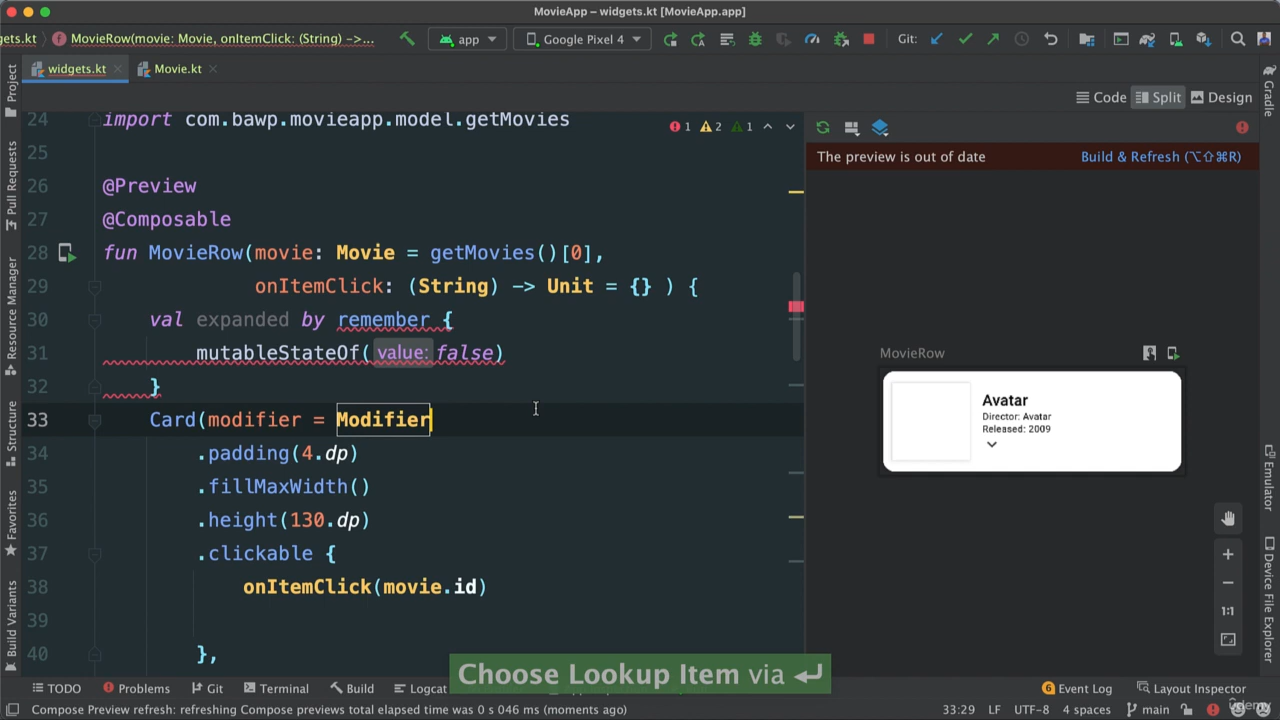 MovieApp – widgets.kt [MovieApp.app]
gets.kt
MovieRow(movie: Movie, onItemClick: (String) ->...
app
Google Pixel 4
Git:
widgets.kt
Movie.kt
Code
Split
Design
Project
Pull Requests
Resource Manager
Structure
Favorites
Build Variants
24 import com.bawp.movieapp.model.getMovies
1 2 1
25
26 @Preview
27 @Composable
28 fun MovieRow(movie: Movie = getMovies()[0],
29 onItemClick: (String) -> Unit = {} ) {
30 val expanded by remember {
31 mutableStateOf( value: false)
32 }
33 Card(modifier = Modifier
34 .padding(4.dp)
35 .fillMaxWidth()
36 .height(130.dp)
37 .clickable {
38 onItemClick(movie.id)
39
40 },
The preview is out of date
Build & Refresh (⌥⇧⌘R)
MovieRow
Avatar
Director: Avatar
Released: 2009
1:1
Gradle
Emulator
Device File Explorer
Choose Lookup Item via ↵
TODO
Problems
Git
Terminal
Build
Logcat
6 Event Log
Layout Inspector
Compose Preview refresh: refreshing Compose previews total elapsed time was 0 s 046 ms (moments ago)
33:29
LF
UTF-8
4 spaces
main
Udemy